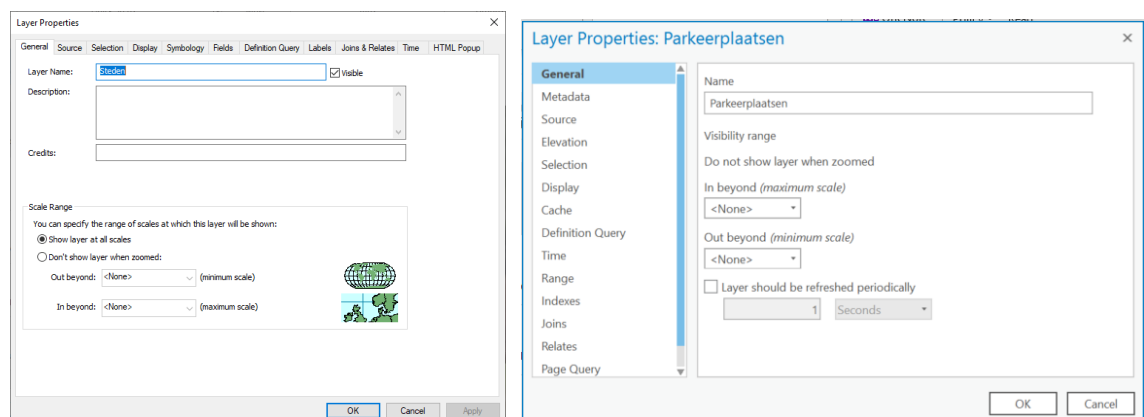 Layer Properties
General Source Selection Display Symbology Fields Definition Query Labels Joins & Relates Time HTML Popup
Layer Name: Steden Visible
Description:
Credits:
Scale Range
You can specify the range of scales at which this layer will be shown:
Show layer at all scales
Don't show layer when zoomed:
Out beyond: <None> (minimum scale)
In beyond: <None> (maximum scale)
OK Cancel Apply
Layer Properties: Parkeerplaatsen
General
Metadata
Source
Elevation
Selection
Display
Cache
Definition Query
Time
Range
Indexes
Joins
Relates
Page Query
Name
Parkeerplaatsen
Visibility range
Do not show layer when zoomed
In beyond (maximum scale)
<None>
Out beyond (minimum scale)
<None>
Layer should be refreshed periodically
1 Seconds
OK Cancel